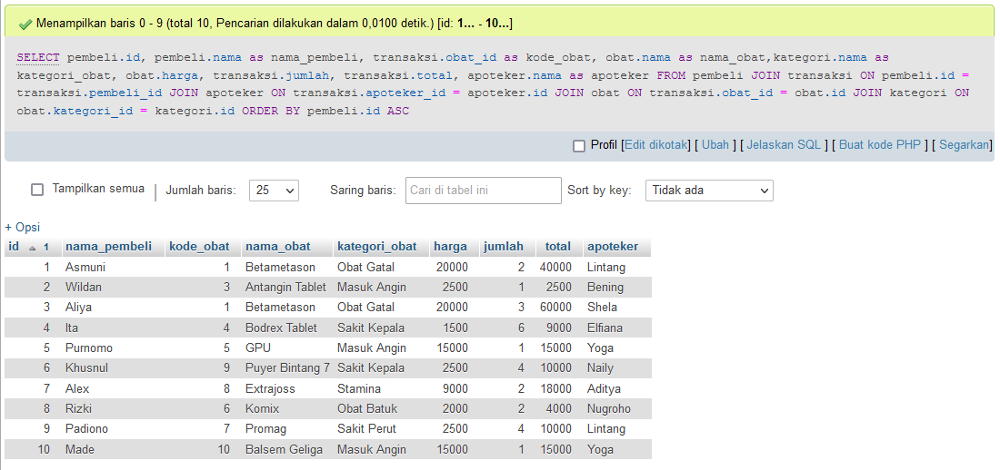 Menampilkan baris 0 - 9 (total 10, Pencarian dilakukan dalam 0,0100 detik.) [id: 1... - 10...]
SELECT pembeli.id, pembeli.nama as nama_pembeli, transaksi.obat_id as kode_obat, obat.nama as nama_obat,kategori.nama as
kategori_obat, obat.harga, transaksi.jumlah, transaksi.total, apoteker.nama as apoteker FROM pembeli JOIN transaksi ON pembeli.id =
transaksi.pembeli_id JOIN apoteker ON transaksi.apoteker_id = apoteker.id JOIN obat ON transaksi.obat_id = obat.id JOIN kategori ON
obat.kategori_id = kategori.id ORDER BY pembeli.id ASC
Profil [Edit dikotak] [ Ubah ] [ Jelaskan SQL ] [ Buat kode PHP ] [ Segarkan]
Tampilkan semua | Jumlah baris: 25 Saring baris: Cari di tabel ini Sort by key: Tidak ada
+ Opsi
id 1 nama_pembeli kode_obat nama_obat kategori_obat harga jumlah total apoteker
1 Asmuni 1 Betametason Obat Gatal 20000 2 40000 Lintang
2 Wildan 3 Antangin Tablet Masuk Angin 2500 1 2500 Bening
3 Aliya 1 Betametason Obat Gatal 20000 3 60000 Shela
4 Ita 4 Bodrex Tablet Sakit Kepala 1500 6 9000 Elfiana
5 Purnomo 5 GPU Masuk Angin 15000 1 15000 Yoga
6 Khusnul 9 Puyer Bintang 7 Sakit Kepala 2500 4 10000 Naily
7 Alex 8 Extrajoss Stamina 9000 2 18000 Aditya
8 Rizki 6 Komix Obat Batuk 2000 2 4000 Nugroho
9 Padiono 7 Promag Sakit Perut 2500 4 10000 Lintang
10 Made 10 Balsem Geliga Masuk Angin 15000 1 15000 Yoga